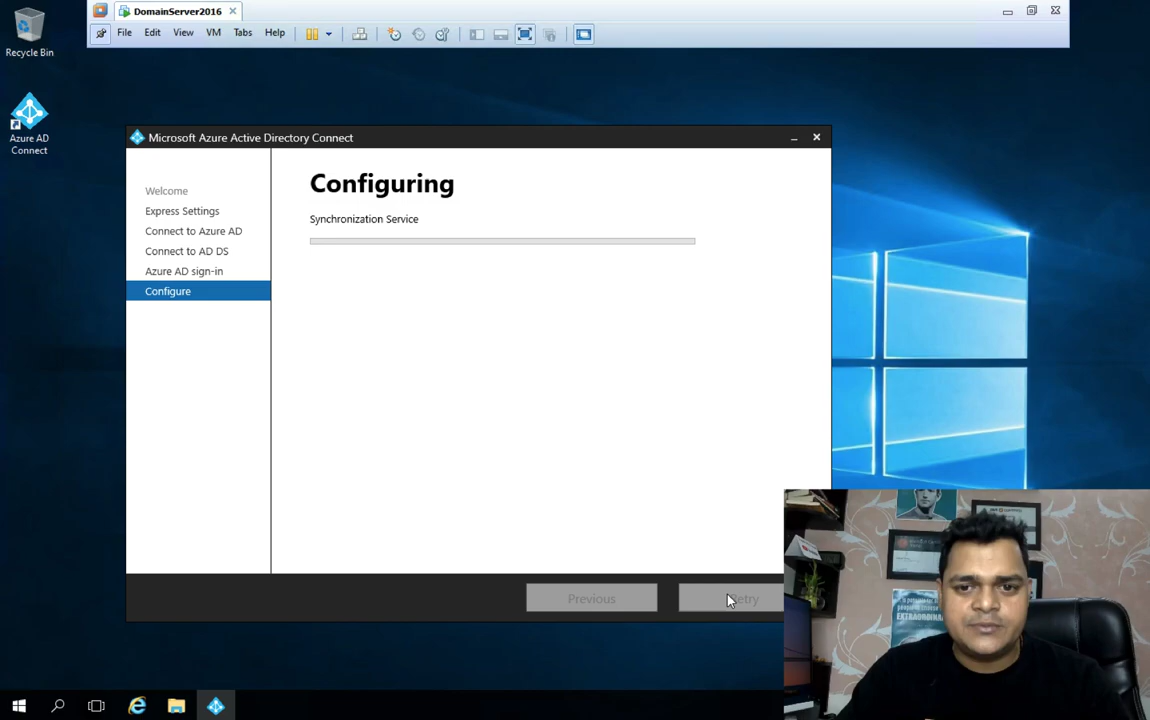 Recycle Bin
Azure AD
Connect
DomainServer2016
File Edit View VM Tabs Help
Microsoft Azure Active Directory Connect
Welcome
Express Settings
Connect to Azure AD
Connect to AD DS
Azure AD sign-in
Configure
Configuring
Synchronization Service
Previous
EXTRAORDINA